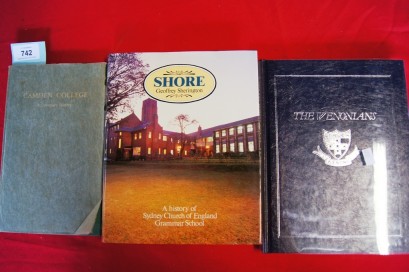 742
CAMDEN COLLEGE
SHORE
Geoffrey Sherington
A history of
Sydney Church of England
Grammar School
THE WENONIANS